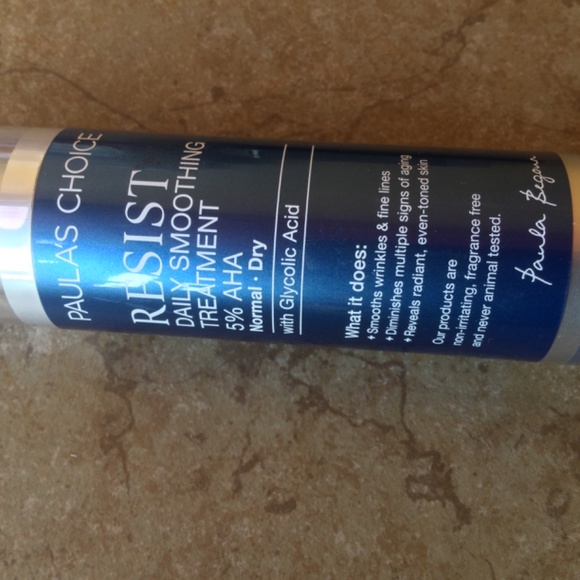 PAULA'S CHOICE
RESIST
DAILY SMOOTHING
TREATMENT
5% AHA
Normal · Dry
with Glycolic Acid
What it does:
♦ Smooths wrinkles & fine lines
♦ Diminishes multiple signs of aging
♦ Reveals radiant, even-toned skin
Our products are
non-irritating, fragrance free
and never animal tested.
Paula Begoun